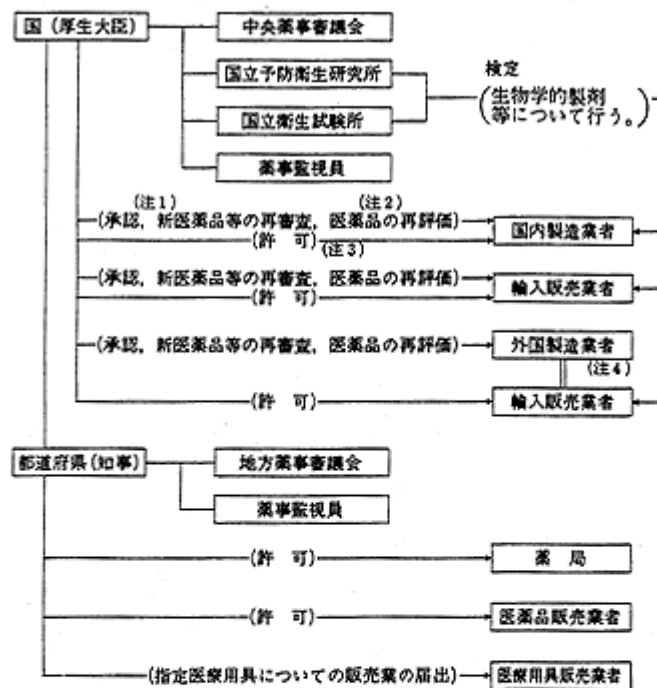 国(厚生大臣)
中央薬事審議会
国立予防衛生研究所
国立衛生試験所
薬事監視員
検定
(生物学的製剤
等について行う。)
(注1)
(注2)
(承認,新医薬品等の再審査,医薬品の再評価)
国内製造業者
(許 可)
(注3)
(承認,新医薬品等の再審査,医薬品の再評価)
(許 可)
輸入販売業者
(承認,新医薬品等の再審査,医薬品の再評価)
外国製造業者
(注4)
(許 可)
輸入販売業者
都道府県(知事)
地方薬事審議会
薬事監視員
(許 可)
薬 局
(許 可)
医薬品販売業者
(指定医療用具についての販売業の届出)
医療用具販売業者